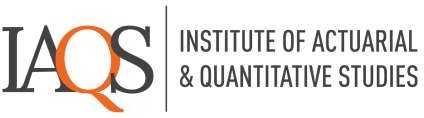 IAQS
INSTITUTE OF ACTUARIAL
& QUANTITATIVE STUDIES